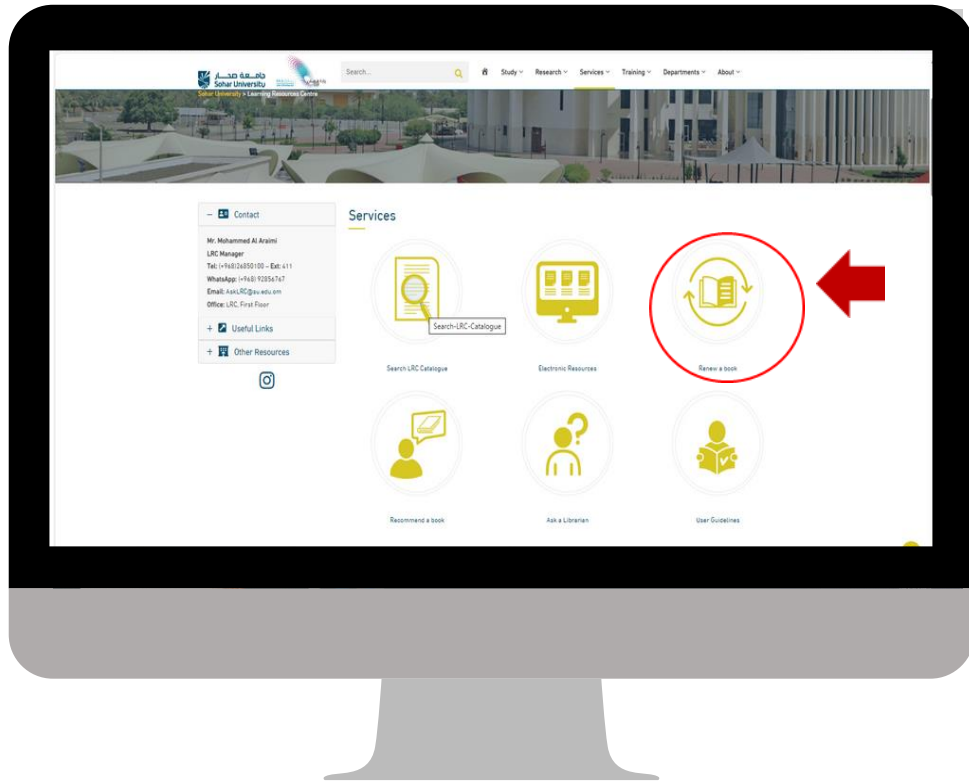 جامعة صحار
Sohar University
Search...
Study
Research
Services
Training
Departments
About
Sohar University > Learning Resources Centre
Contact
Mr. Mohammed Al Araimi
LRC Manager
Tel: (+968)26850100 – Ext: 411
WhatsApp: (+968) 92856767
Email: AskLRC@su.edu.om
Office: LRC, First Floor
Useful Links
Other Resources
Services
Search-LRC-Catalogue
Search LRC Catalogue
Electronic Resources
Renew a book
Recommend a book
Ask a Librarian
User Guidelines